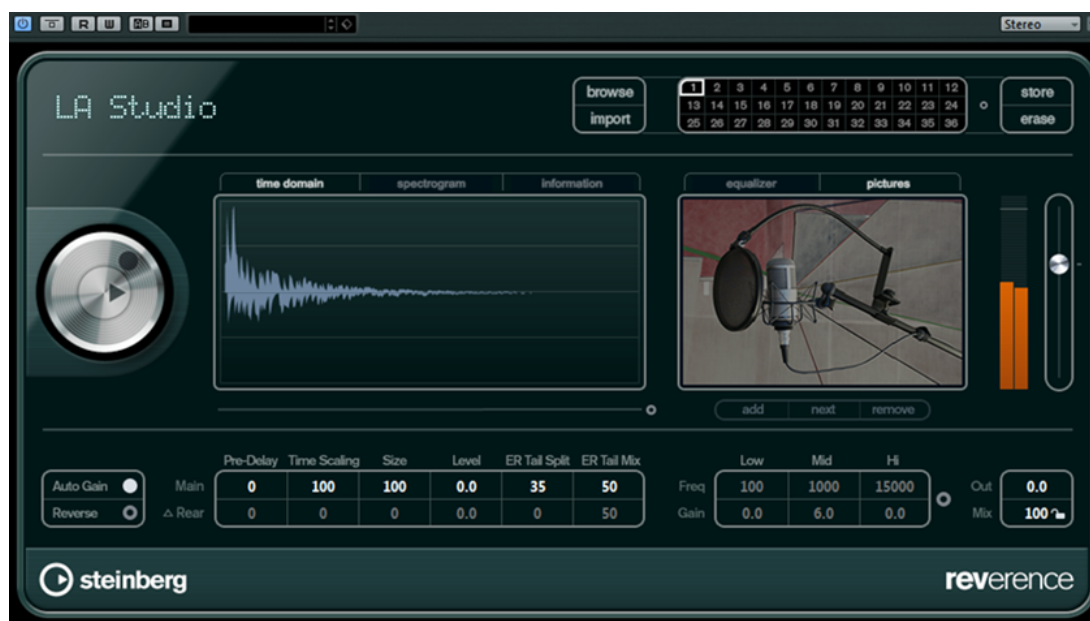 R W AB Stereo
LA Studio
browse 1 2 3 4 5 6 7 8 9 10 11 12 store
import 13 14 15 16 17 18 19 20 21 22 23 24 erase
25 26 27 28 29 30 31 32 33 34 35 36
time domain spectrogram information equalizer pictures
add next remove
Pre-Delay Time Scaling Size Level ER Tail Split ER Tail Mix Low Mid Hi
Auto Gain Main 0 100 100 0.0 35 50 Freq 100 1000 15000 Out 0.0
Reverse △ Rear 0 0 0 0.0 0 50 Gain 0.0 6.0 0.0 Mix 100
steinberg reverence